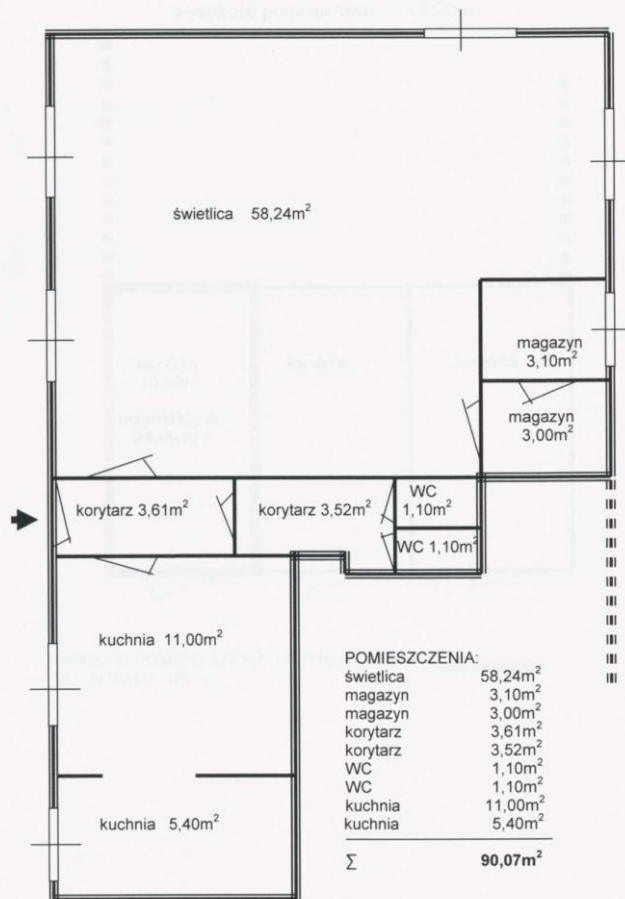 świetlica 58,24m²
magazyn
3,10m²
magazyn
3,00m²
korytarz 3,61m²
korytarz 3,52m²
WC
1,10m²
WC 1,10m²
kuchnia 11,00m²
kuchnia 5,40m²
POMIESZCZENIA:
świetlica 58,24m²
magazyn 3,10m²
magazyn 3,00m²
korytarz 3,61m²
korytarz 3,52m²
WC 1,10m²
WC 1,10m²
kuchnia 11,00m²
kuchnia 5,40m²
Σ 90,07m²